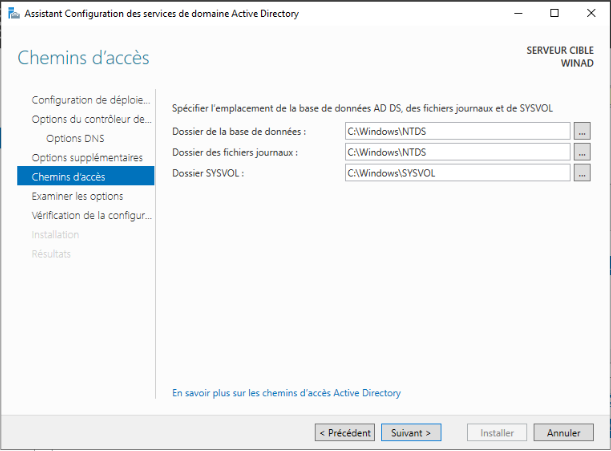 Assistant Configuration des services de domaine Active Directory
Chemins d'accès
SERVEUR CIBLE
WINAD
Configuration de déploie...
Options du contrôleur de...
Options DNS
Options supplémentaires
Chemins d'accès
Examiner les options
Vérification de la configur...
Installation
Résultats
Spécifier l'emplacement de la base de données AD DS, des fichiers journaux et de SYSVOL
Dossier de la base de données : C:\Windows\NTDS ...
Dossier des fichiers journaux : C:\Windows\NTDS ...
Dossier SYSVOL : C:\Windows\SYSVOL ...
En savoir plus sur les chemins d'accès Active Directory
< Précédent Suivant > Installer Annuler